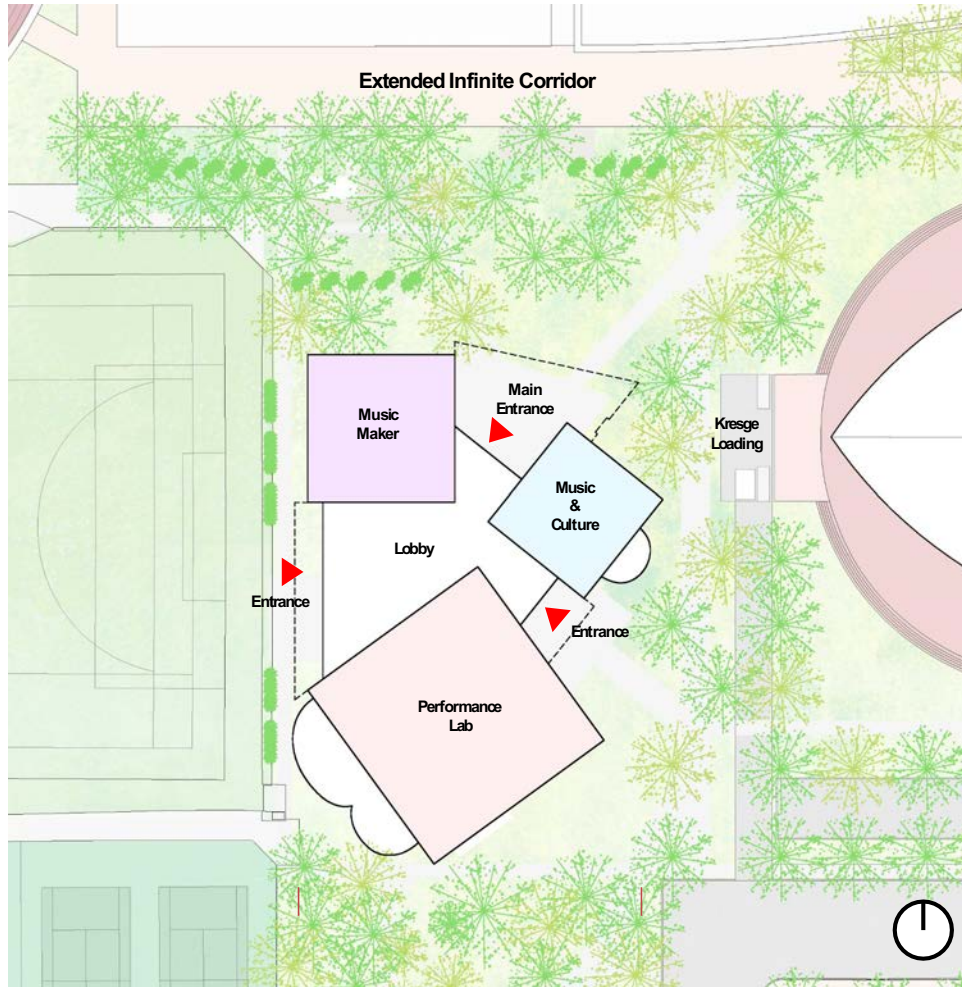 Extended Infinite Corridor
Main
Entrance
Music
Maker
Kresge
Loading
Music
&
Culture
Lobby
Entrance
Entrance
Performance
Lab